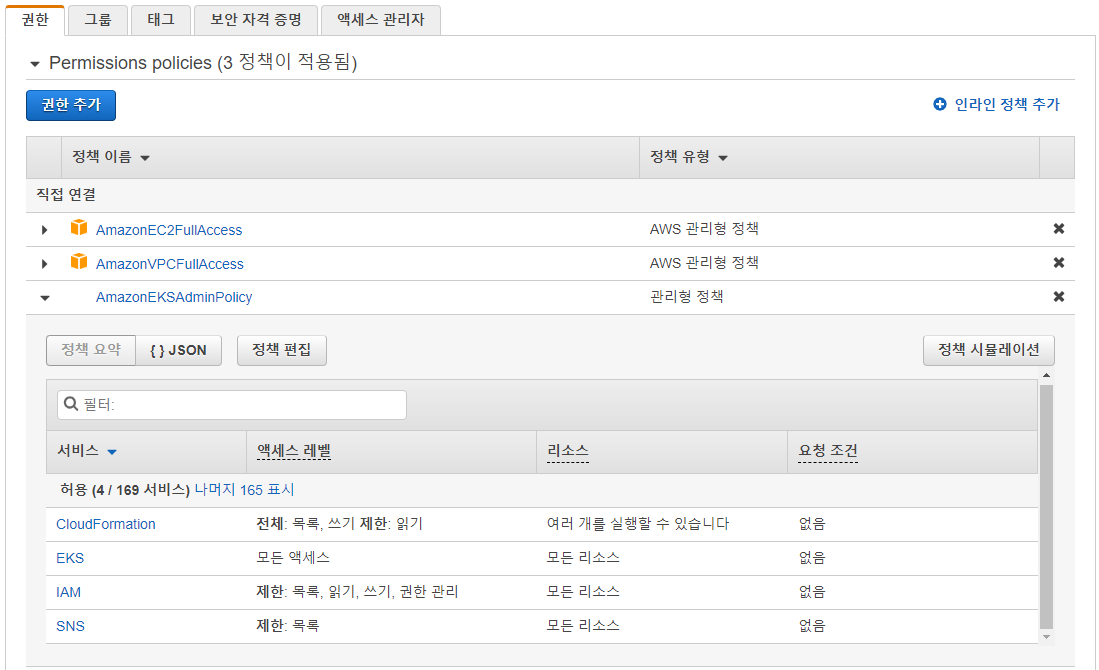 권한 그룹 태그 보안 자격 증명 액세스 관리자
Permissions policies (3 정책이 적용됨)
권한 추가 인라인 정책 추가
정책 이름 정책 유형
직접 연결
AmazonEC2FullAccess AWS 관리형 정책
AmazonVPCFullAccess AWS 관리형 정책
AmazonEKSAdminPolicy 관리형 정책
정책 요약 { } JSON 정책 편집 정책 시뮬레이션
필터:
서비스 액세스 레벨 리소스 요청 조건
허용 (4 / 169 서비스) 나머지 165 표시
CloudFormation 전체: 목록, 쓰기 제한: 읽기 여러 개를 실행할 수 있습니다 없음
EKS 모든 액세스 모든 리소스 없음
IAM 제한: 목록, 읽기, 쓰기, 권한 관리 모든 리소스 없음
SNS 제한: 목록 모든 리소스 없음